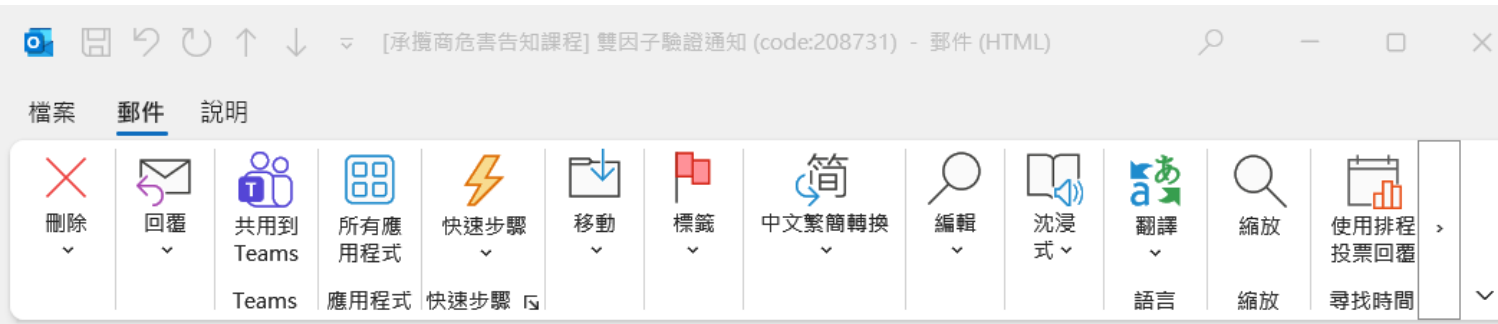 [承攬商危害告知課程] 雙因子驗證通知 (code:208731) - 郵件 (HTML)
檔案 郵件 說明
简 あ a
刪除 回覆 共用到 所有應 快速步驟 移動 標籤 中文繁簡轉換 編輯 沈浸 翻譯 縮放 使用排程
Teams 用程式 式 投票回覆
Teams 應用程式 快速步驟 語言 縮放 尋找時間